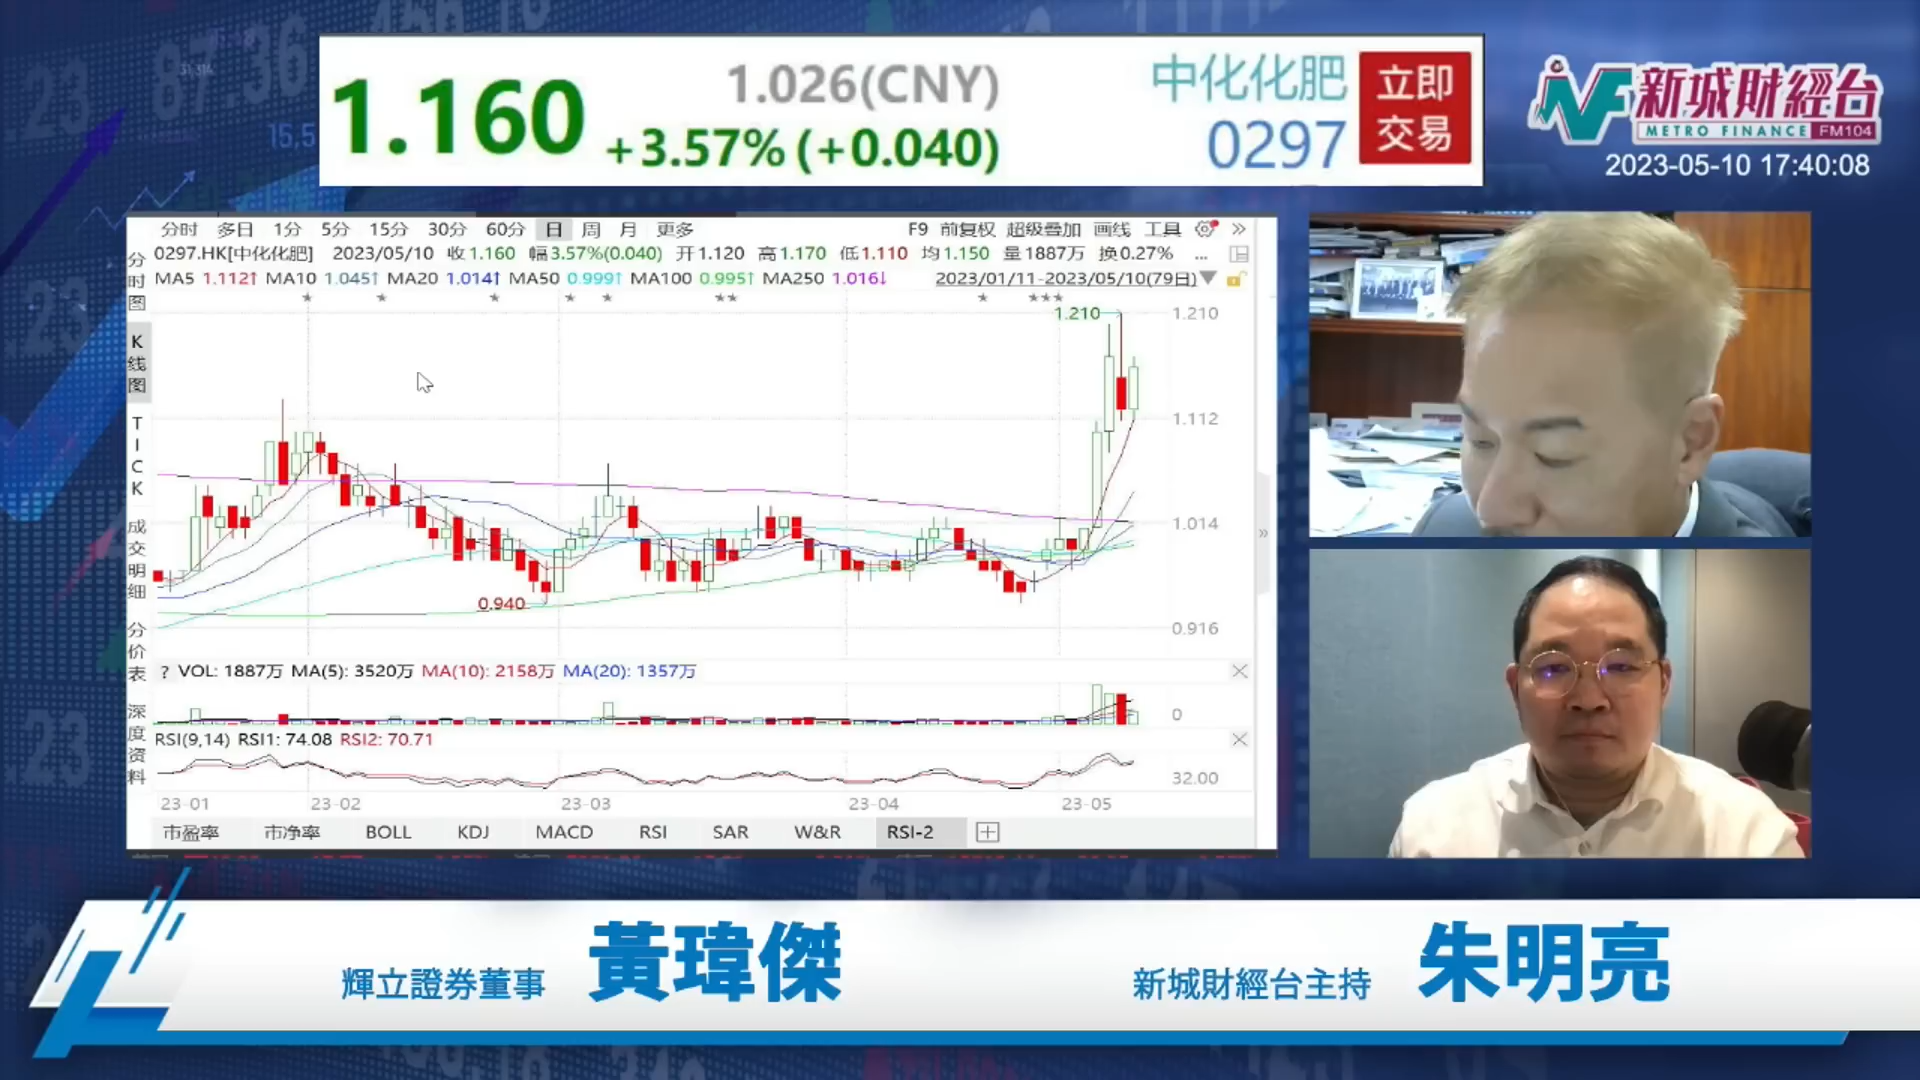 1.160
1.026(CNY)
+3.57% (+0.040)
中化化肥
0297
立即
交易
新城財經台
METRO FINANCE FM104
2023-05-10 17:40:08
分时 多日 1分 5分 15分 30分 60分 日 周 月 更多 F9 前复权 超级叠加 画线 工具 »
0297.HK[中化化肥] 2023/05/10 收1.160 幅3.57%(0.040) 开1.120 高1.170 低1.110 均1.150 量1887万 换0.27% ...
MA5 1.112↑ MA10 1.045↑ MA20 1.014↑ MA50 0.999↑ MA100 0.995↑ MA250 1.016↓ 2023/01/11-2023/05/10(79日)
分时图
K线图
TICK
成交明细
分价表
深度资料
1.210
1.210
1.112
1.014
0.940
0.916
? VOL: 1887万 MA(5): 3520万 MA(10): 2158万 MA(20): 1357万
0
RSI(9,14) RSI1: 74.08 RSI2: 70.71
32.00
23-01 23-02 23-03 23-04 23-05
市盈率 市净率 BOLL KDJ MACD RSI SAR W&R RSI-2
輝立證券董事 黃瑋傑
新城財經台主持 朱明亮